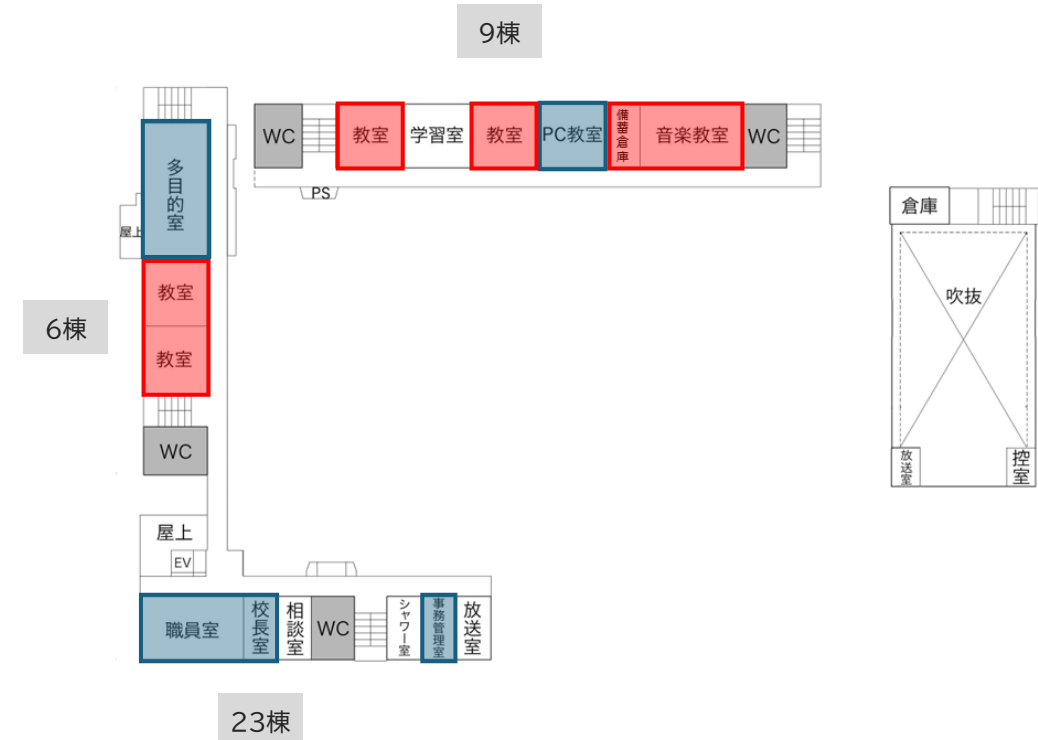 9棟
WC
教室
学習室
教室
PC教室
備蓄倉庫
音楽教室
WC
PS
多目的室
屋上
教室
教室
6棟
WC
屋上
EV
職員室
校長室
相談室
WC
シャワー室
事務管理室
放送室
23棟
倉庫
吹抜
放送室
控室